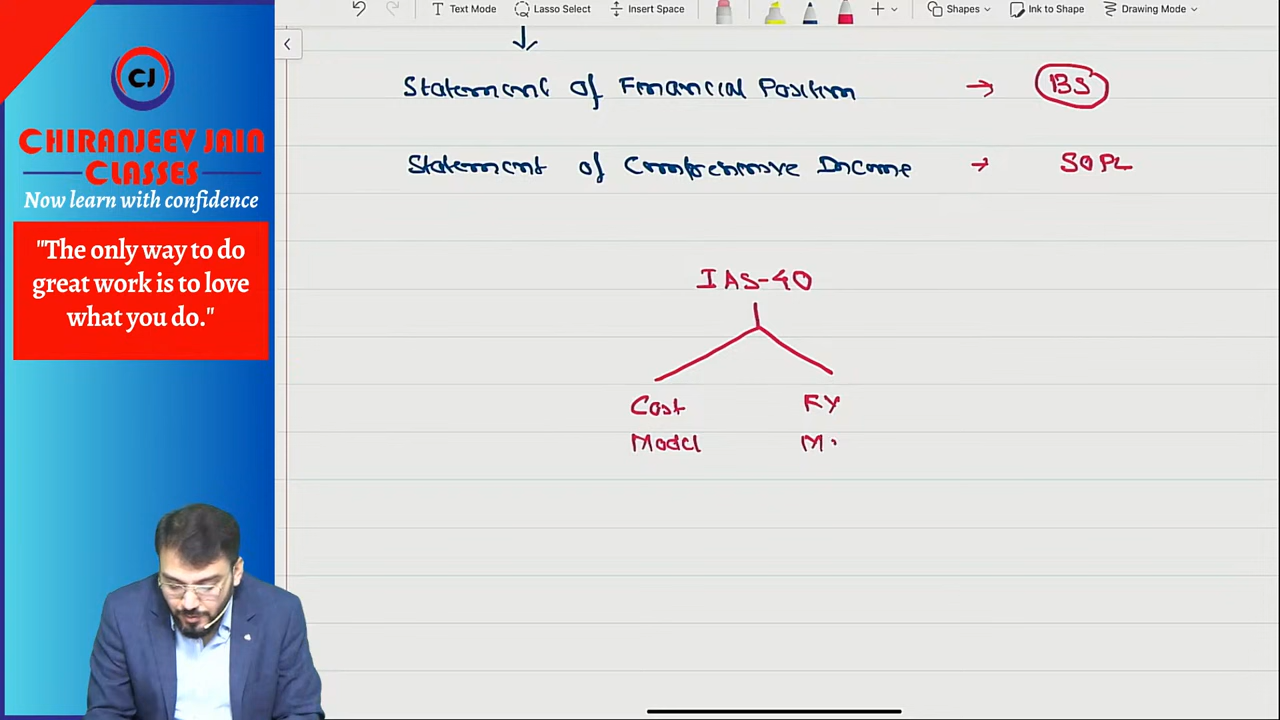 Text Mode Lasso Select Insert Space Shapes Ink to Shape Drawing Mode
CJ
CHIRANJEEV JAIN
CLASSES
Now learn with confidence
"The only way to do
great work is to love
what you do."
Statement of Financial Position → BS
Statement of Comprensive Income → SOPL
IAS-40
Cost FV
Model M